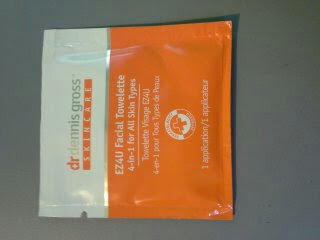 dr dennis gross™
SKINCARE
EZ4U Facial Towelette
4-in-1 for All Skin Types
Towelette Visage EZ4U
4-en-1 pour Tous Types de Peaux
1 application/1 applicateur